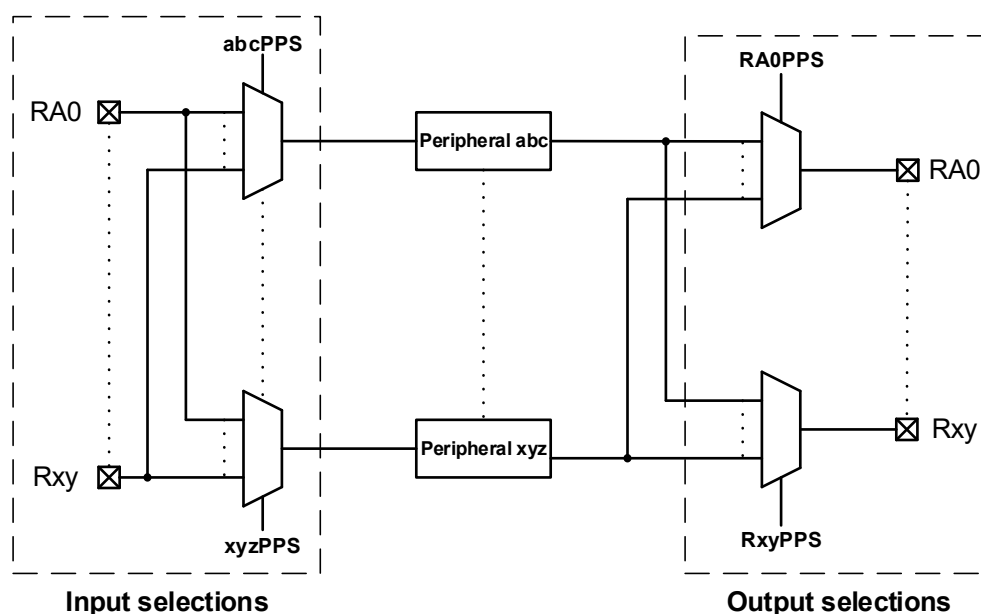 abcPPS
RA0PPS
RA0
Peripheral abc
RA0
Peripheral xyz
Rxy
Rxy
xyzPPS
RxyPPS
Input selections
Output selections